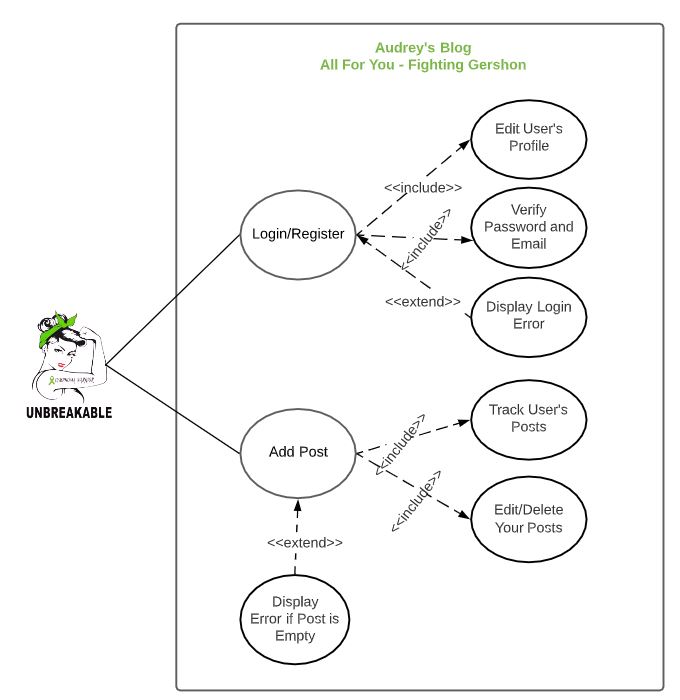 Audrey's Blog
All For You - Fighting Gershon
Edit User's
Profile
<<include>>
Login/Register
Verify
Password and
Email
<<include>>
<<extend>>
Display Login
Error
UNBREAKABLE
Track User's
Posts
<<include>>
Add Post
<<include>>
Edit/Delete
Your Posts
<<extend>>
Display
Error if Post is
Empty